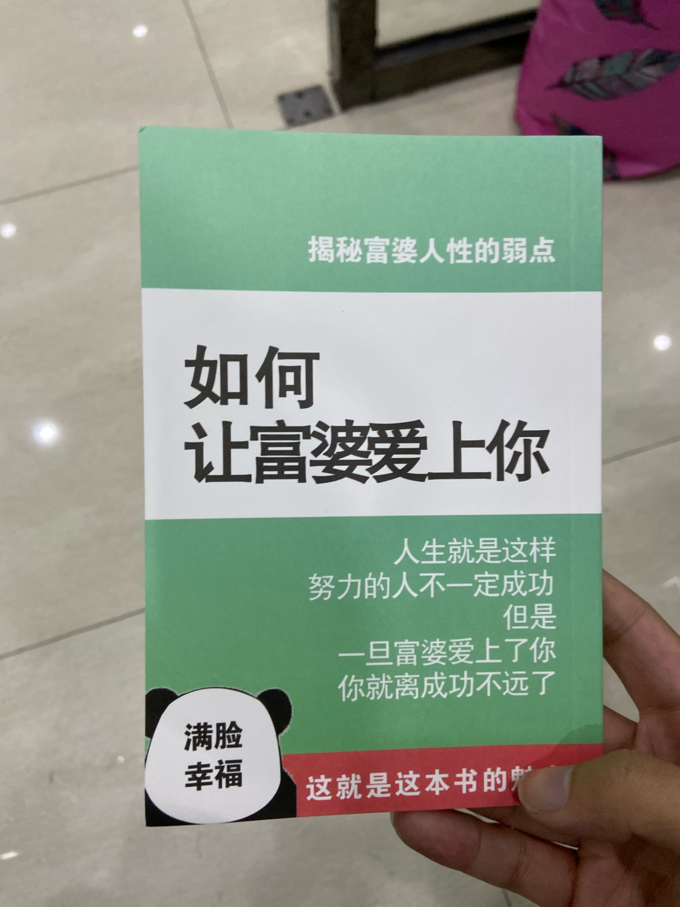 揭秘富婆人性的弱点
如何
让富婆爱上你
人生就是这样
努力的人不一定成功
但是
一旦富婆爱上了你
你就离成功不远了
满脸
幸福
这就是这本书的